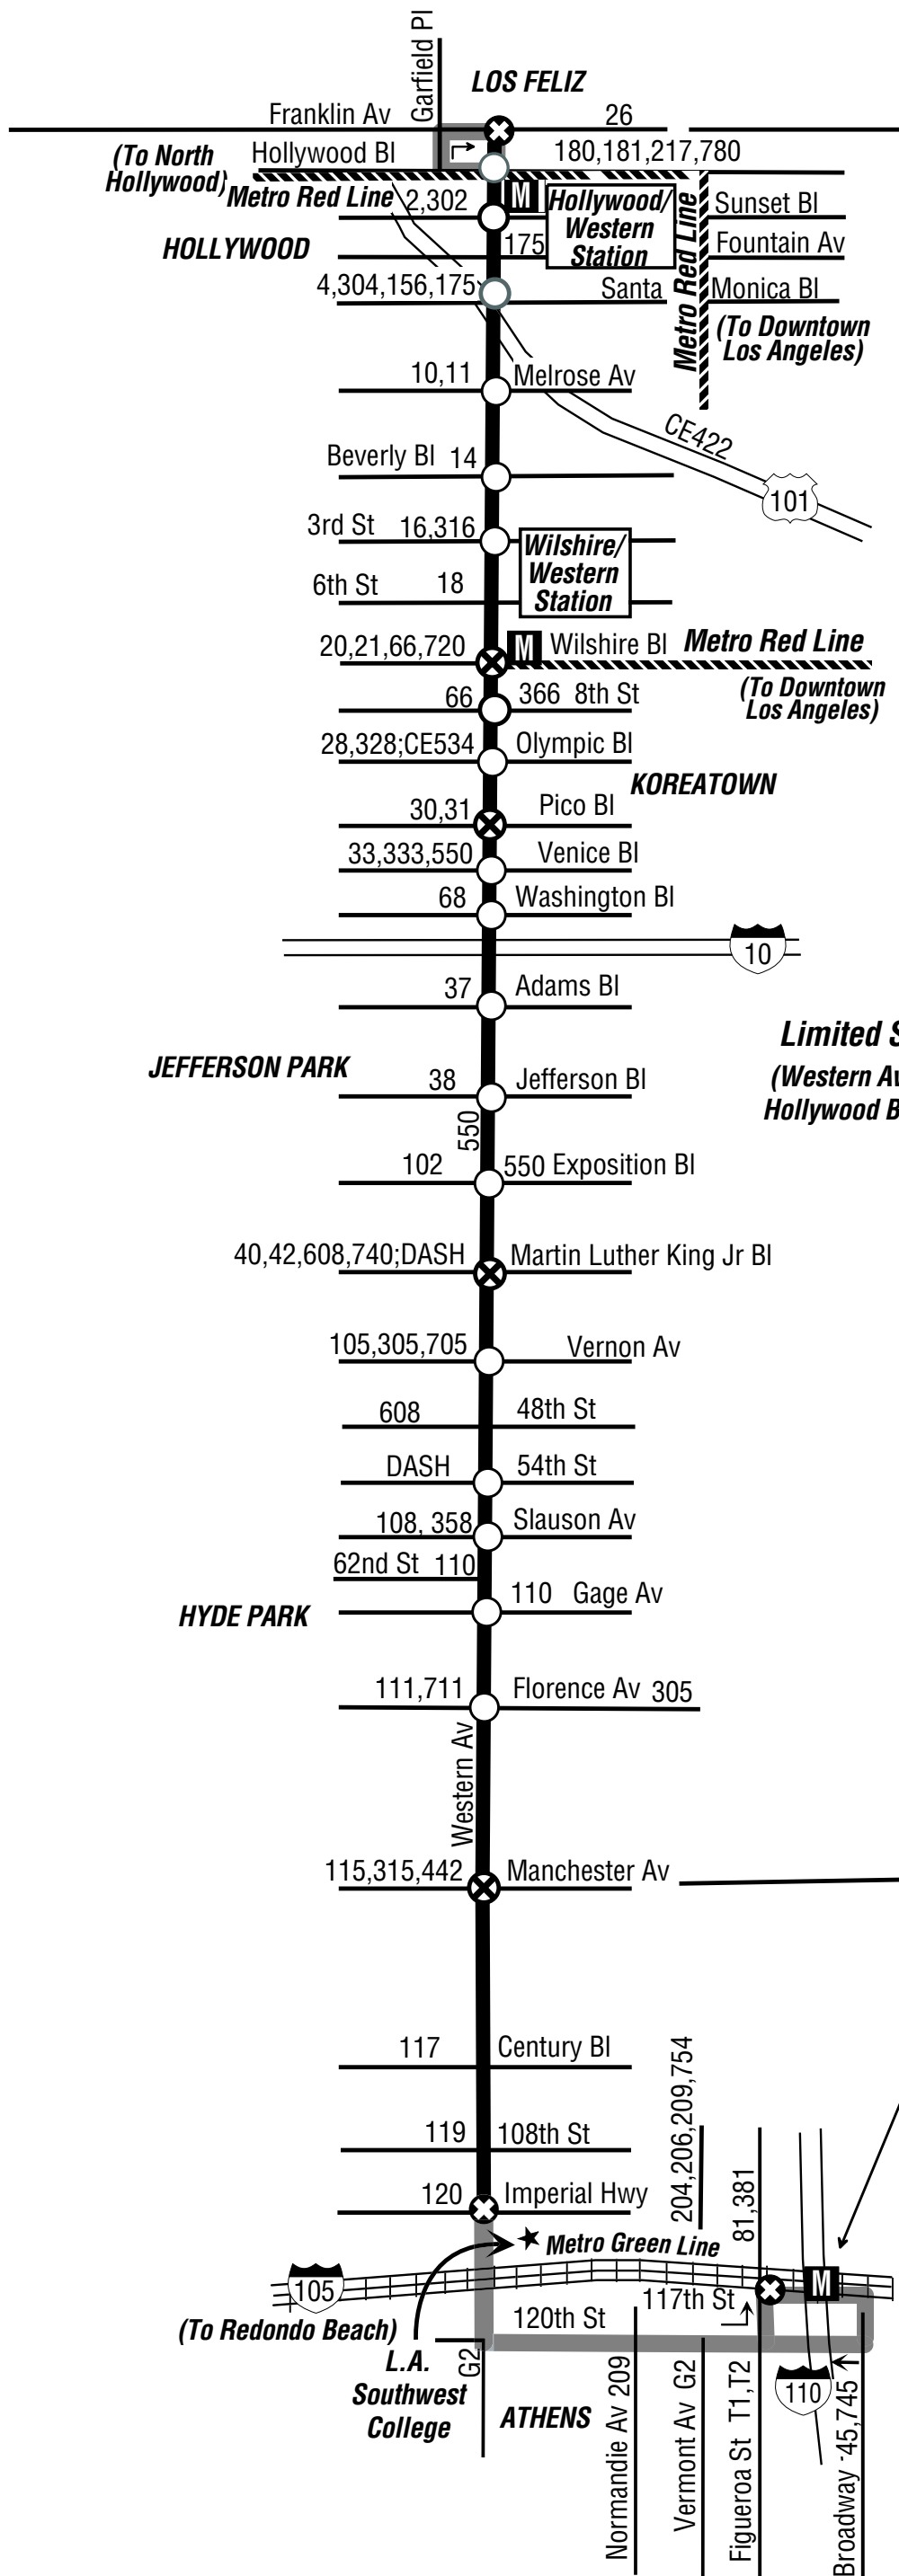 Garfield Pl
LOS FELIZ
Franklin Av 26
(To North
Hollywood)
Hollywood Bl 180,181,217,780
Metro Red Line
M
Hollywood/
Western
Station
2,302 Sunset Bl
HOLLYWOOD
175 Fountain Av
4,304,156,175 Santa Monica Bl
Metro Red Line
(To Downtown
Los Angeles)
10,11 Melrose Av
CE422
101
Beverly Bl 14
3rd St 16,316
Wilshire/
Western
Station
6th St 18
20,21,66,720 M Wilshire Bl Metro Red Line
(To Downtown
Los Angeles)
66 366 8th St
28,328;CE534 Olympic Bl
KOREATOWN
30,31 Pico Bl
33,333,550 Venice Bl
68 Washington Bl
10
37 Adams Bl
Limited S
(Western Av
Hollywood B
JEFFERSON PARK
38 Jefferson Bl
550
102 550 Exposition Bl
40,42,608,740;DASH Martin Luther King Jr Bl
105,305,705 Vernon Av
608 48th St
DASH 54th St
108, 358 Slauson Av
62nd St 110
110 Gage Av
HYDE PARK
111,711 Florence Av 305
Western Av
115,315,442 Manchester Av
117 Century Bl
119 108th St
204,206,209,754
81,381
120 Imperial Hwy
Metro Green Line
M
105
117th St
(To Redondo Beach)
120th St
L.A.
Southwest
College
G2
ATHENS
Normandie Av 209
Vermont Av G2
Figueroa St T1,T2
110
Broadway 45,745